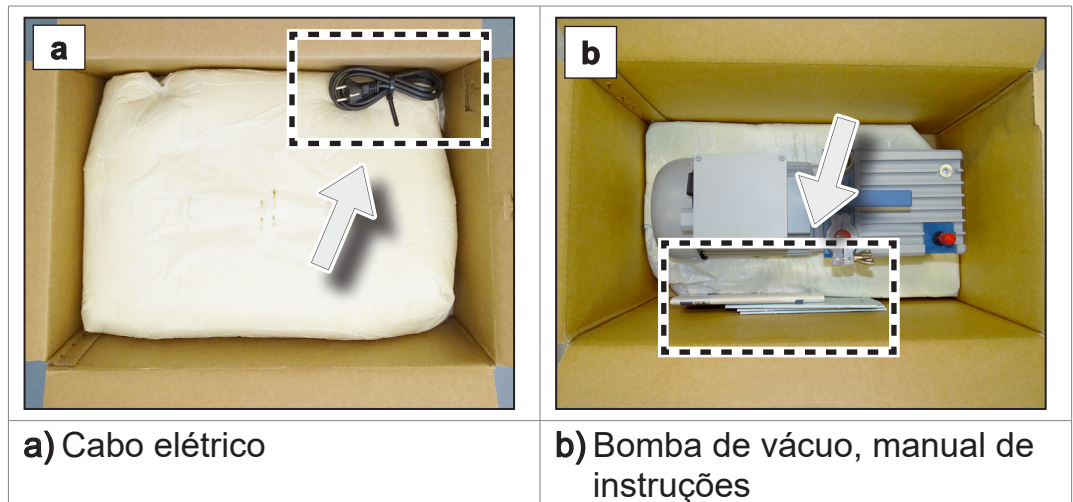 a
b
a) Cabo elétrico
b) Bomba de vácuo, manual de
instruções